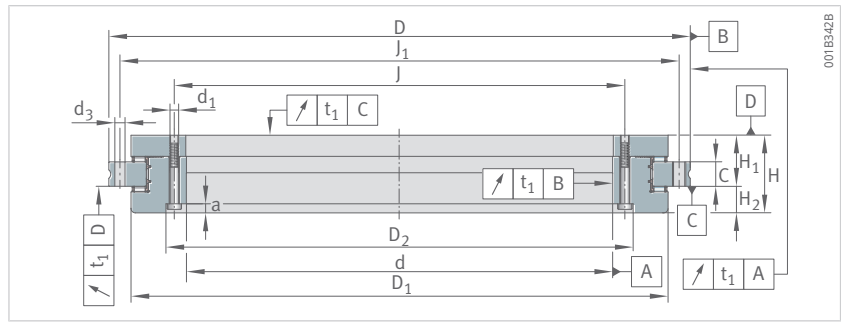 D
B
J₁
J
001B342B
d₃
d₁
↗ t₁ C
D
C
H₁
H
↗ t₁ B
a
H₂
C
D₂
↗ t₁ D
d
A
↗ t₁ A
D₁